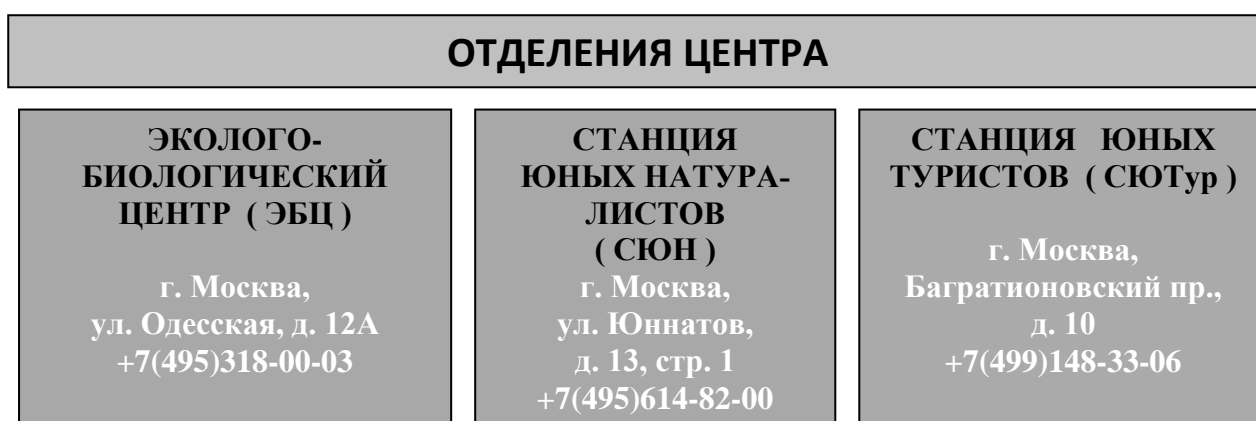 ОТДЕЛЕНИЯ ЦЕНТРА
ЭКОЛОГО-
БИОЛОГИЧЕСКИЙ
ЦЕНТР ( ЭБЦ )
г. Москва,
ул. Одесская, д. 12А
+7(495)318-00-03
СТАНЦИЯ
ЮНЫХ НАТУРА-
ЛИСТОВ
( СЮН )
г. Москва,
ул. Юннатов,
д. 13, стр. 1
+7(495)614-82-00
СТАНЦИЯ ЮНЫХ
ТУРИСТОВ ( СЮТур )
г. Москва,
Багратионовский пр.,
д. 10
+7(499)148-33-06